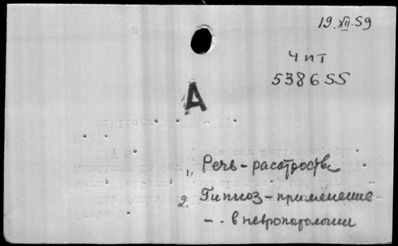 19.XII.59
ЧИТ
538655
A
1, Речь - расстройства
2. Гипноз - применение
- . - в невропатологии